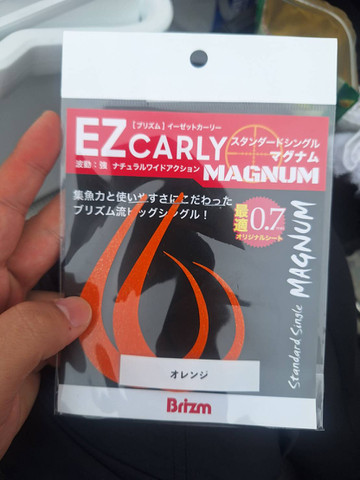 【プリズム】イーゼットカーリー
EZ CARLY
スタンダードシングル
マグナム
波動：強 ナチュラルワイドアクション
MAGNUM
集魚力と使いやすさにこだわった
プリズム流ビッグシングル！
最適 0.7
オリジナルシート
Standard Single MAGNUM
オレンジ
Brizm